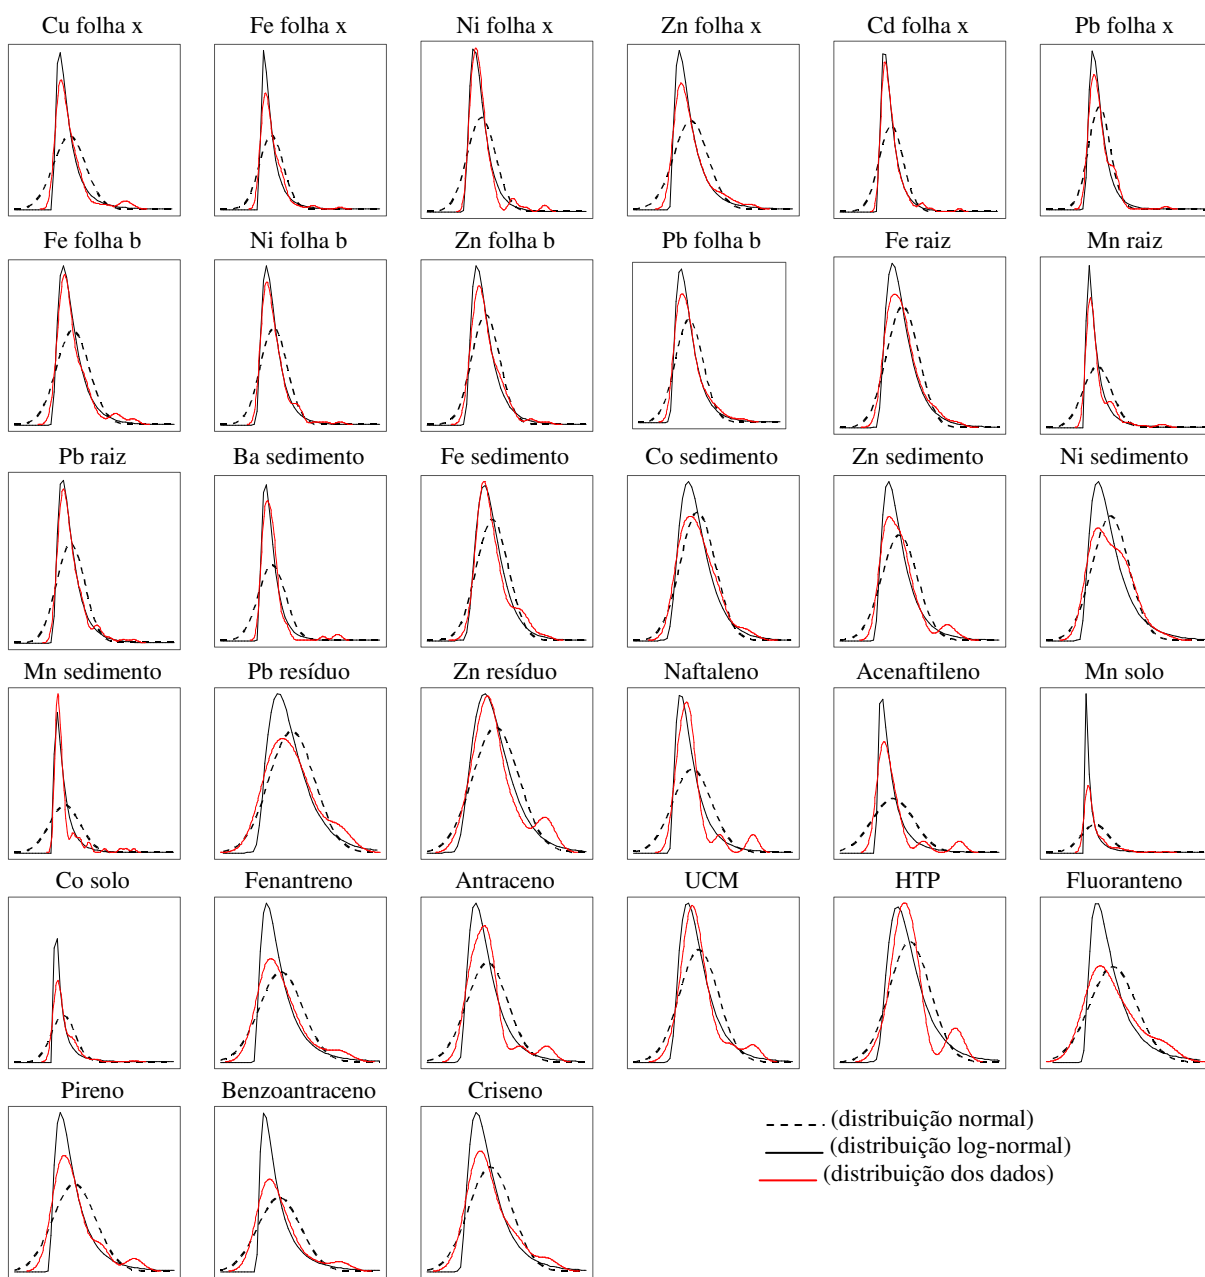 Cu folha x Fe folha x Ni folha x Zn folha x Cd folha x Pb folha x
Fe folha b Ni folha b Zn folha b Pb folha b Fe raiz Mn raiz
Pb raiz Ba sedimento Fe sedimento Co sedimento Zn sedimento Ni sedimento
Mn sedimento Pb resíduo Zn resíduo Naftaleno Acenaftileno Mn solo
Co solo Fenantreno Antraceno UCM HTP Fluoranteno
Pireno Benzoantraceno Criseno
(distribuição normal)
(distribuição log-normal)
(distribuição dos dados)